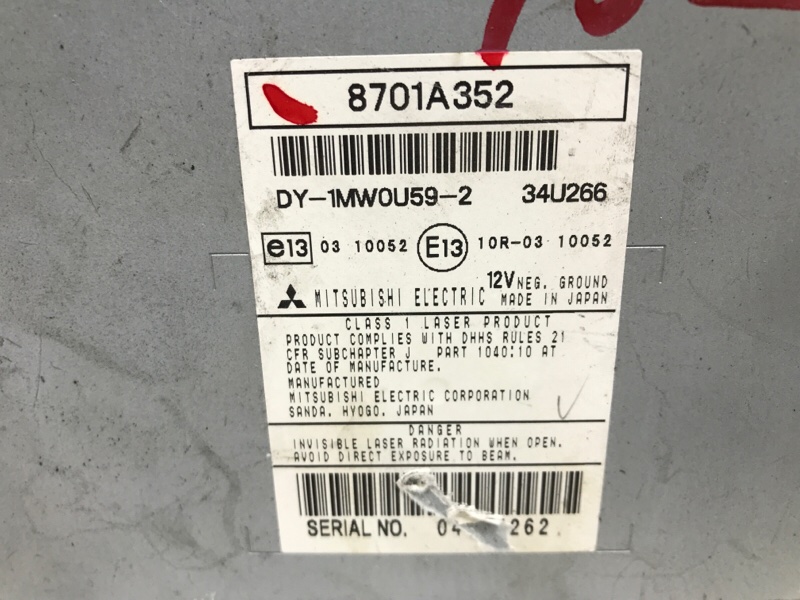 8701A352
DY-1MW0U59-2 34U266
e13 03 10052 E13 10R-03 10052
12V NEG. GROUND
MITSUBISHI ELECTRIC MADE IN JAPAN
CLASS 1 LASER PRODUCT
PRODUCT COMPLIES WITH DHHS RULES 21
CFR SUBCHAPTER J PART 1040:10 AT
DATE OF MANUFACTURE.
MANUFACTURED
MITSUBISHI ELECTRIC CORPORATION
SANDA, HYOGO, JAPAN
DANGER
INVISIBLE LASER RADIATION WHEN OPEN.
AVOID DIRECT EXPOSURE TO BEAM.
SERIAL NO. 04 262